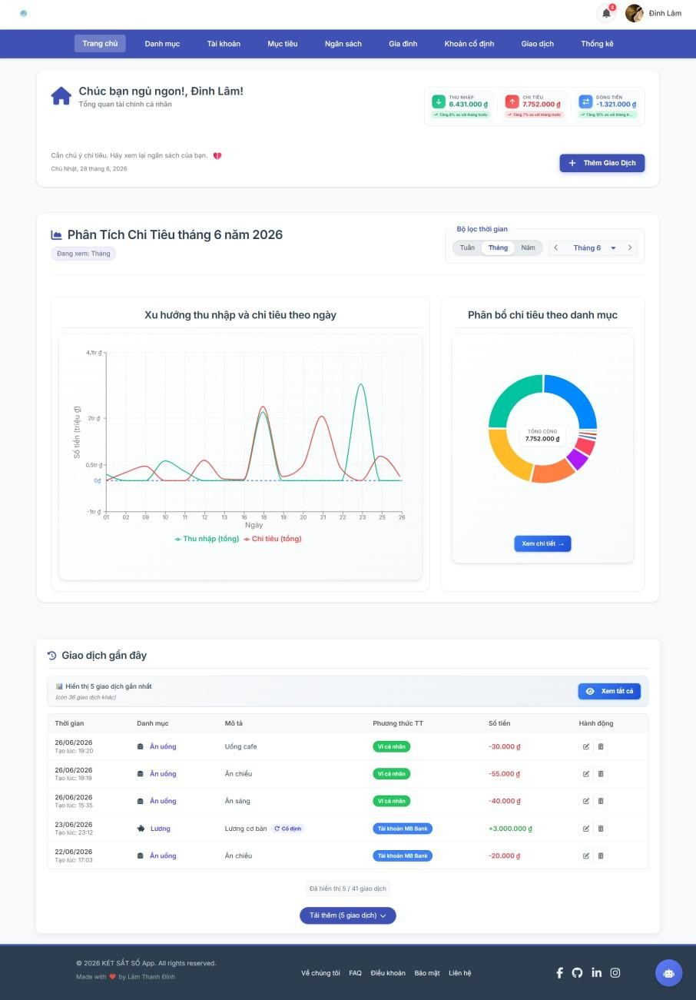 2
Đinh Lâm
Trang chủ Danh mục Tài khoản Mục tiêu Ngân sách Gia đình Khoản cố định Giao dịch Thống kê
Chúc bạn ngủ ngon!, Đinh Lâm!
Tổng quan tài chính cá nhân
THU NHẬP
6.431.000 ₫
Tăng 6% so với tháng trước
CHI TIÊU
7.752.000 ₫
Tăng 7% so với tháng trước
DÒNG TIỀN
-1.321.000 ₫
Tăng 10% so với tháng tr...
Cần chú ý chi tiêu. Hãy xem lại ngân sách của bạn. 💔
Chủ Nhật, 28 tháng 6, 2026
Thêm Giao Dịch
Phân Tích Chi Tiêu tháng 6 năm 2026
Đang xem: Tháng
Bộ lọc thời gian
Tuần Tháng Năm Tháng 6
Xu hướng thu nhập và chi tiêu theo ngày
4,1tr ₫
2tr ₫
0,5tr ₫
0₫
-1tr ₫
Số tiền (triệu ₫)
01 02 09 10 11 12 13 16 18 19 20 21 22 23 25 26
Ngày
Thu nhập (tổng) Chi tiêu (tổng)
Phân bổ chi tiêu theo danh mục
TỔNG CỘNG
7.752.000 ₫
Xem chi tiết →
Giao dịch gần đây
📊 Hiển thị 5 giao dịch gần nhất
(còn 36 giao dịch khác)
Xem tất cả
Thời gian Danh mục Mô tả Phương thức TT Số tiền Hành động
26/06/2026 Ăn uống Uống cafe Ví cá nhân -30.000 ₫
Tạo lúc: 19:20
26/06/2026 Ăn uống Ăn chiều Ví cá nhân -55.000 ₫
Tạo lúc: 19:19
26/06/2026 Ăn uống Ăn sáng Ví cá nhân -40.000 ₫
Tạo lúc: 15:35
23/06/2026 Lương Lương cơ bản Cố định Tài khoản MB Bank +3.000.000 ₫
Tạo lúc: 23:12
22/06/2026 Ăn uống Ăn chiều Tài khoản MB Bank -20.000 ₫
Tạo lúc: 17:03
Đã hiển thị 5 / 41 giao dịch
Tải thêm (5 giao dịch)
© 2026 KÉT SẮT SỐ App. All rights reserved.
Made with ❤️ by Lâm Thanh Đỉnh
Về chúng tôi FAQ Điều khoản Bảo mật Liên hệ